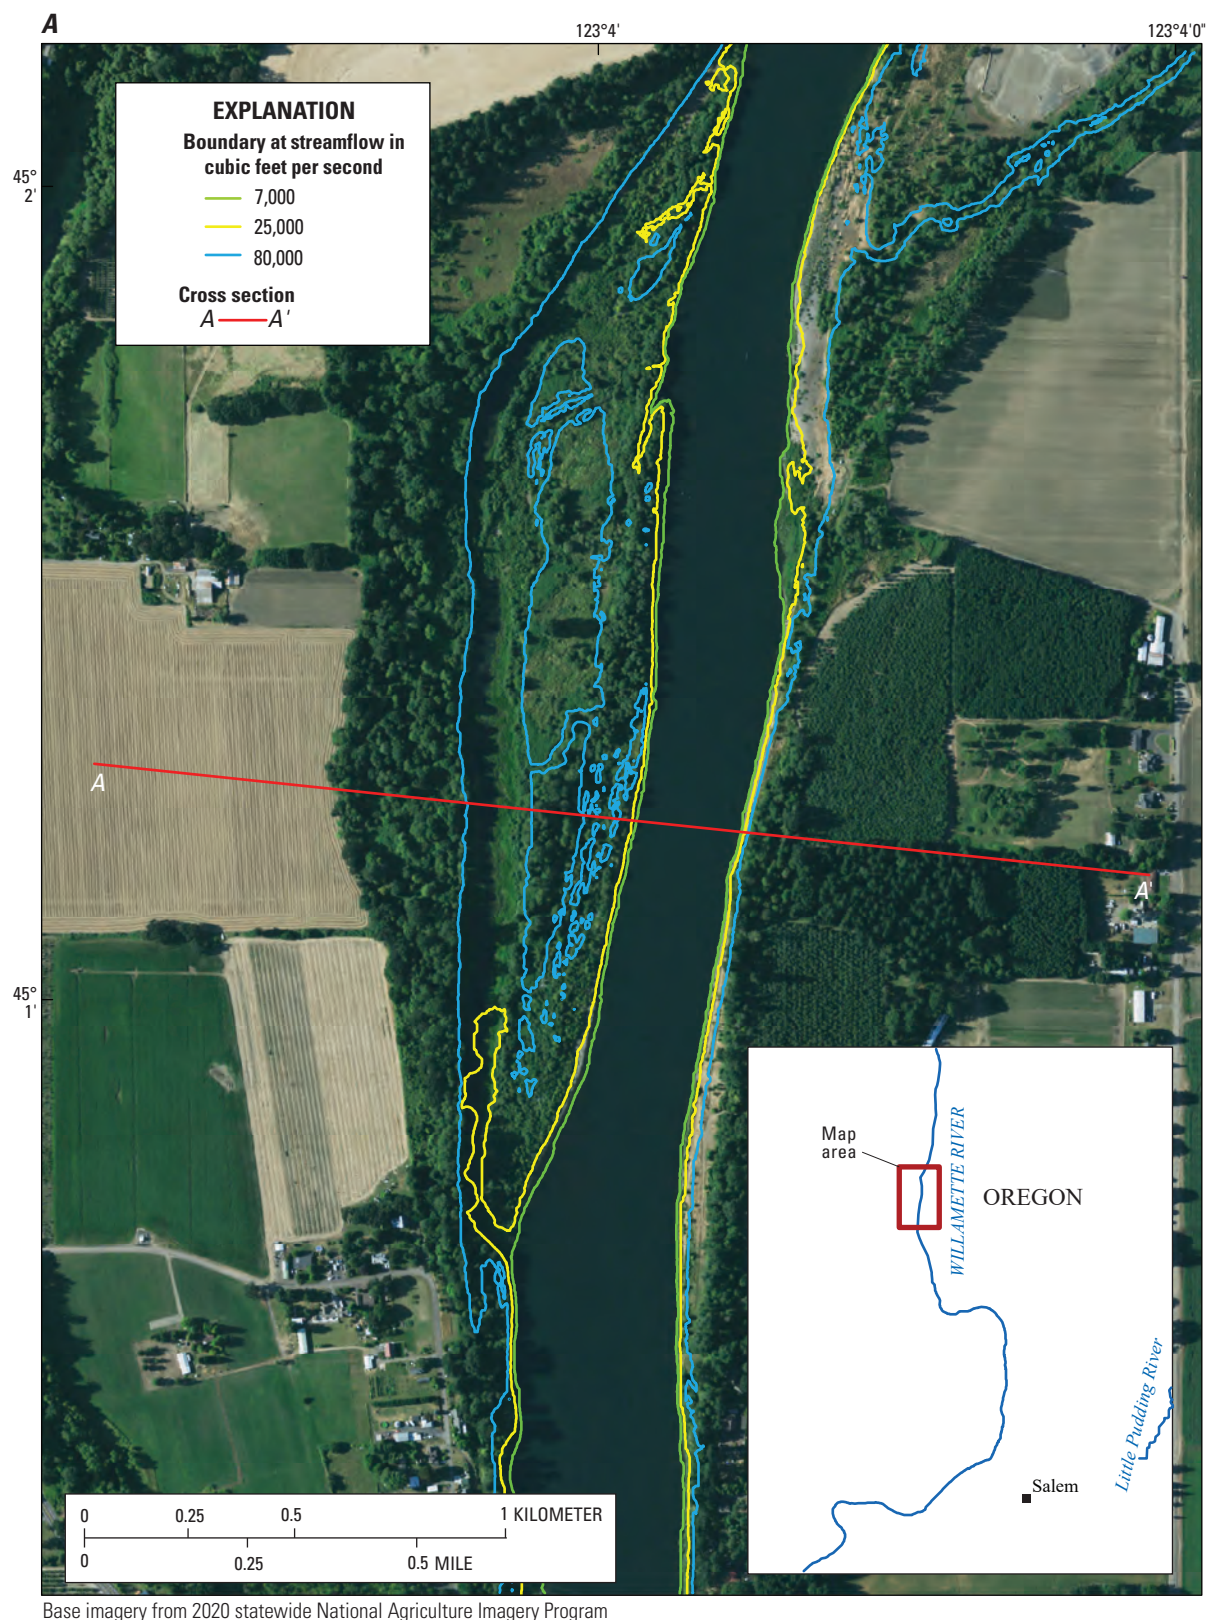 A
123°4'
123°4'0"
EXPLANATION
Boundary at streamflow in
cubic feet per second
7,000
25,000
80,000
Cross section
A A'
45°
2'
A
A'
45°
1'
Map
area
WILLAMETTE RIVER
OREGON
Little Pudding River
Salem
0 0.25 0.5 1 KILOMETER
0 0.25 0.5 MILE
Base imagery from 2020 statewide National Agriculture Imagery Program